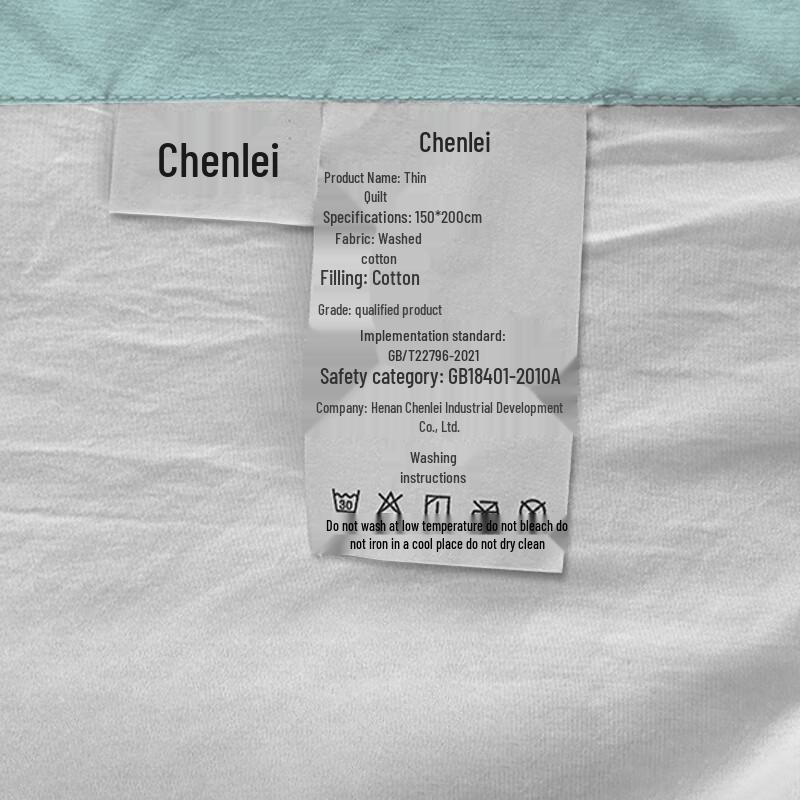 Chenlei
Chenlei
Product Name: Thin
Quilt
Specifications: 150*200cm
Fabric: Washed
cotton
Filling: Cotton
Grade: qualified product
Implementation standard:
GB/T22796-2021
Safety category: GB18401-2010A
Company: Henan Chenlei Industrial Development
Co., Ltd.
Washing
instructions
30
Do not wash at low temperature do not bleach do
not iron in a cool place do not dry clean